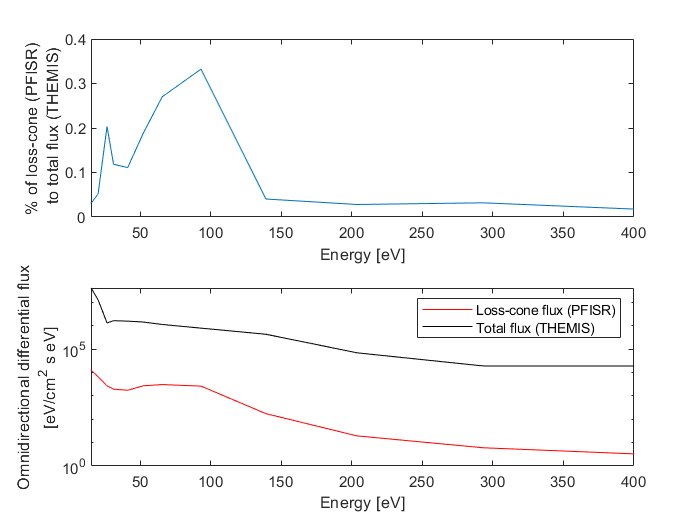 % of loss-cone (PFISR)
to total flux (THEMIS)
0.4
0.3
0.2
0.1
0
50 100 150 200 250 300 350 400
Energy [eV]
Omnidirectional differential flux
[eV/cm² s eV]
10⁵
10⁰
Loss-cone flux (PFISR)
Total flux (THEMIS)
50 100 150 200 250 300 350 400
Energy [eV]